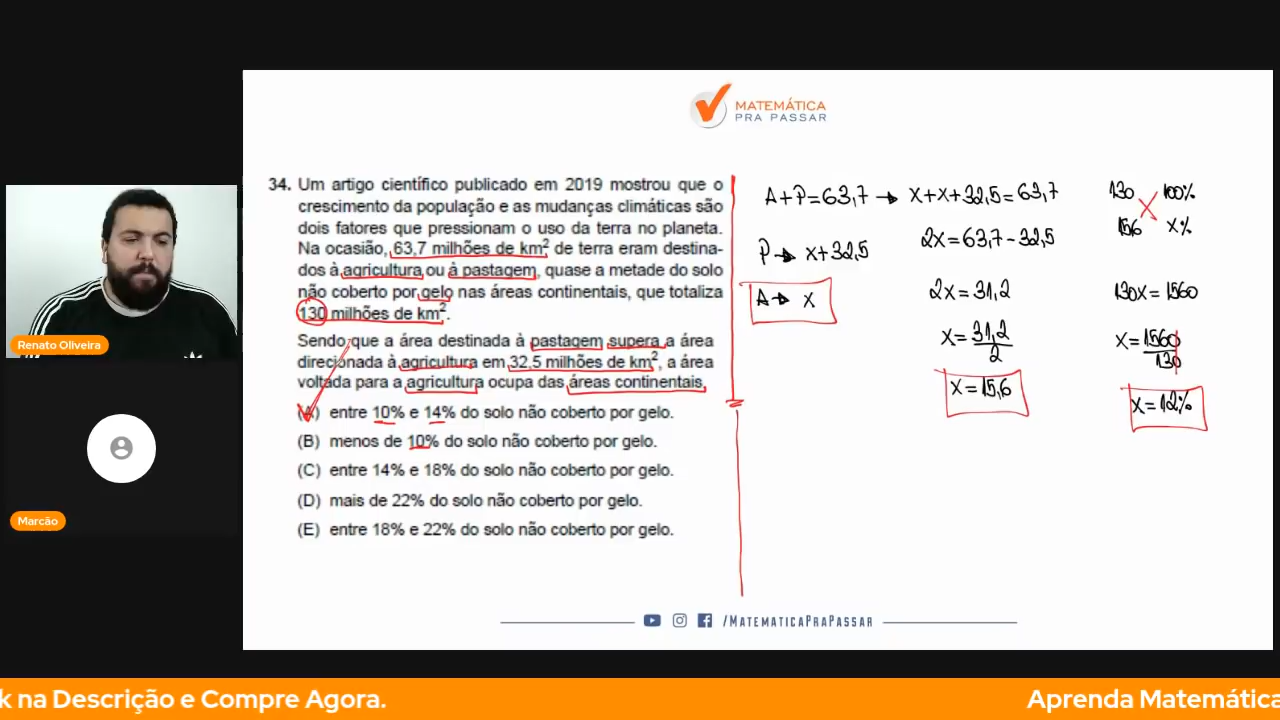 MATEMÁTICA
PRA PASSAR
34. Um artigo científico publicado em 2019 mostrou que o
crescimento da população e as mudanças climáticas são
dois fatores que pressionam o uso da terra no planeta.
Na ocasião, 63,7 milhões de km² de terra eram destina-
dos à agricultura ou à pastagem, quase a metade do solo
não coberto por gelo nas áreas continentais, que totaliza
130 milhões de km².
Sendo que a área destinada à pastagem supera a área
direcionada à agricultura em 32,5 milhões de km², a área
voltada para a agricultura ocupa das áreas continentais,
(A) entre 10% e 14% do solo não coberto por gelo.
(B) menos de 10% do solo não coberto por gelo.
(C) entre 14% e 18% do solo não coberto por gelo.
(D) mais de 22% do solo não coberto por gelo.
(E) entre 18% e 22% do solo não coberto por gelo.
A+P=63,7 → X+X+32,5=63,7
P → X+32,5
A → X
2X=63,7-32,5
2X=31,2
X=31,2
2
X=15,6
130 100%
156 X%
130X=1560
X=1560
130
X=12%
Renato Oliveira
Marcão
/MATEMATICAPRAPASSAR
k na Descrição e Compre Agora.
Aprenda Matemática